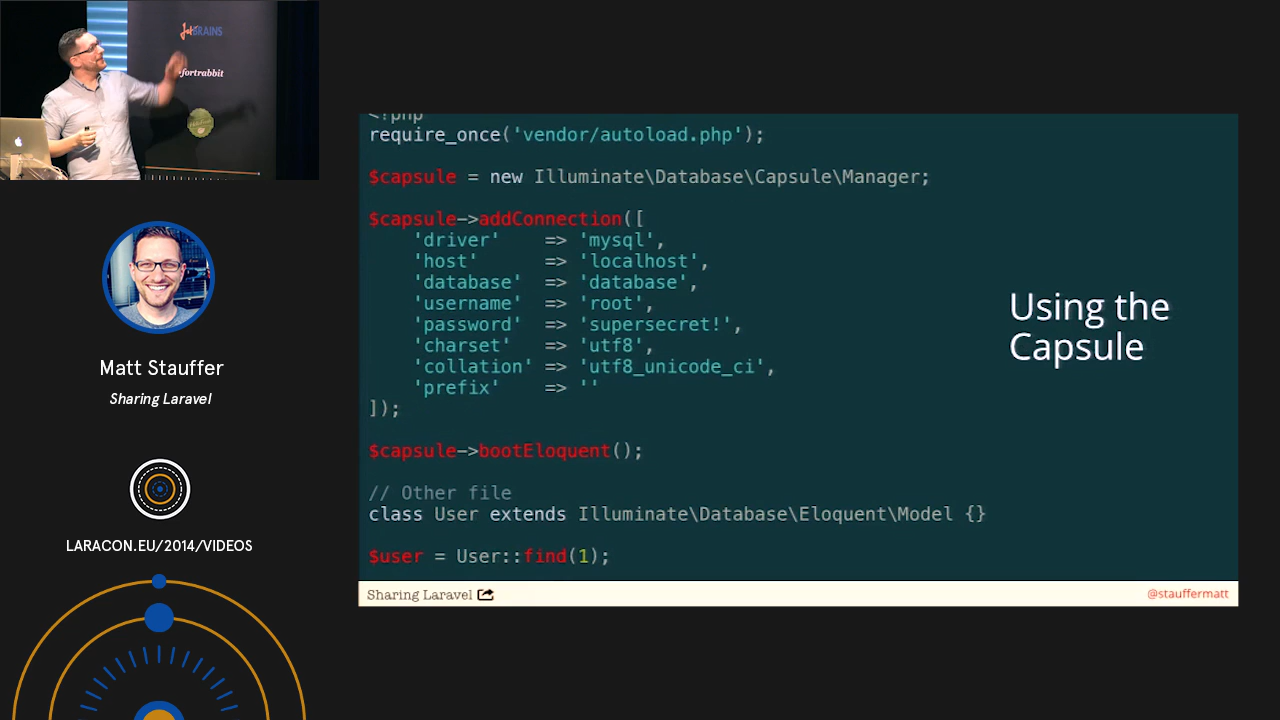 JetBRAINS
fortrabbit
Matt Stauffer
Sharing Laravel
LARACON.EU/2014/VIDEOS
<?php
require_once('vendor/autoload.php');
$capsule = new Illuminate\Database\Capsule\Manager;
$capsule->addConnection([
'driver' => 'mysql',
'host' => 'localhost',
'database' => 'database',
'username' => 'root',
'password' => 'supersecret!',
'charset' => 'utf8',
'collation' => 'utf8_unicode_ci',
'prefix' => ''
]);
$capsule->bootEloquent();
// Other file
class User extends Illuminate\Database\Eloquent\Model {}
$user = User::find(1);
Using the
Capsule
Sharing Laravel
@stauffermatt